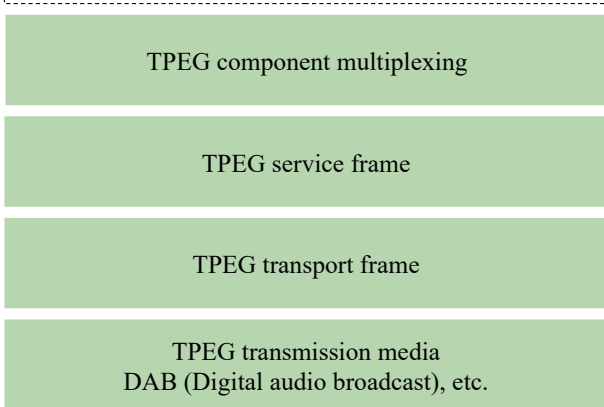 TPEG component multiplexing
TPEG service frame
TPEG transport frame
TPEG transmission media
DAB (Digital audio broadcast), etc.